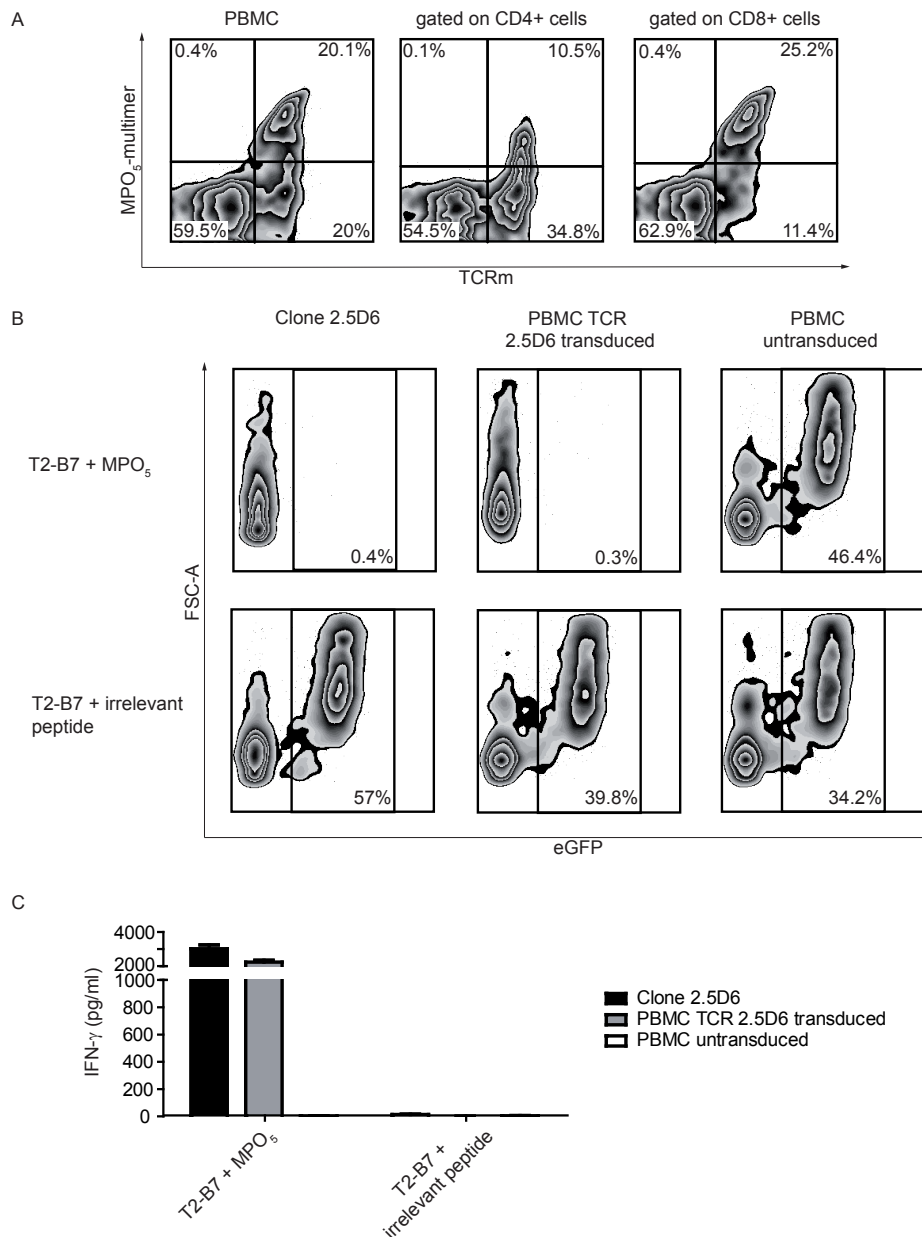 A
PBMC
gated on CD4+ cells
gated on CD8+ cells
0.4%
20.1%
0.1%
10.5%
0.4%
25.2%
MPO₅-multimer
59.5%
20%
54.5%
34.8%
62.9%
11.4%
TCRm
B
Clone 2.5D6
PBMC TCR
2.5D6 transduced
PBMC
untransduced
T2-B7 + MPO₅
0.4%
0.3%
46.4%
FSC-A
T2-B7 + irrelevant
peptide
57%
39.8%
34.2%
eGFP
C
IFN-γ (pg/ml)
4000
2000
1000
800
600
400
200
0
T2-B7 + MPO₅
T2-B7 +
irrelevant peptide
Clone 2.5D6
PBMC TCR 2.5D6 transduced
PBMC untransduced